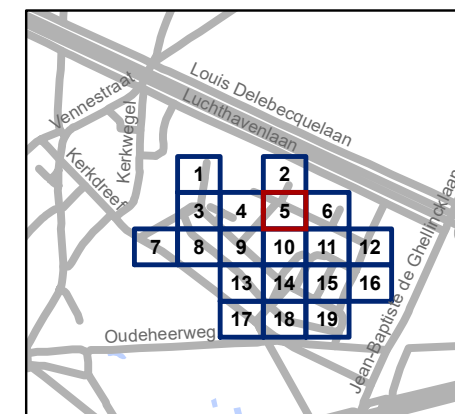 Louis Delebecquelaan
Luchthavenlaan
Vennestraat
Kerkwegel
Kerkdreef
1 2
3 4 5 6
7 8 9 10 11 12
13 14 15 16
17 18 19
Oudeheerweg
Jean-Baptiste de Ghellincklaan